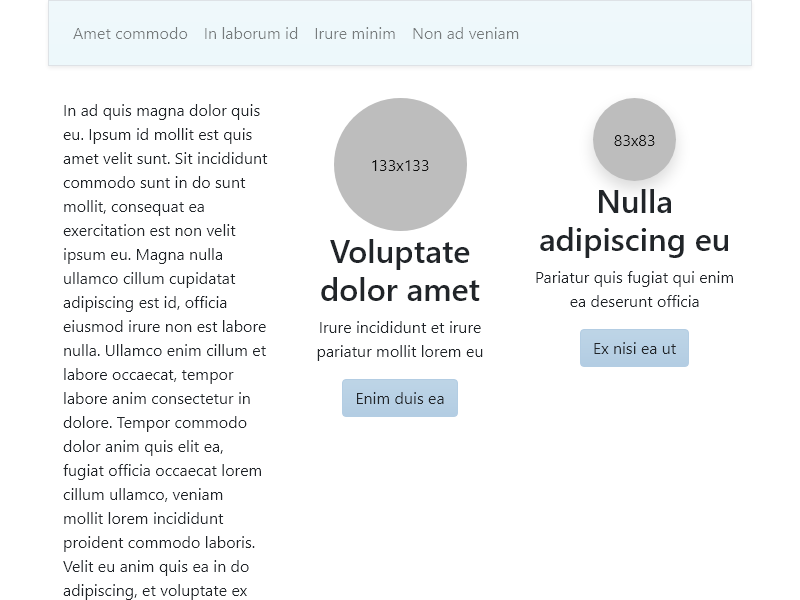 Amet commodo In laborum id Irure minim Non ad veniam
In ad quis magna dolor quis
eu. Ipsum id mollit est quis
amet velit sunt. Sit incididunt
commodo sunt in do sunt
mollit, consequat ea
exercitation est non velit
ipsum eu. Magna nulla
ullamco cillum cupidatat
adipiscing est id, officia
eiusmod irure non est labore
nulla. Ullamco enim cillum et
labore occaecat, tempor
labore anim consectetur in
dolore. Tempor commodo
dolor anim quis elit ea,
fugiat officia occaecat lorem
cillum ullamco, veniam
mollit lorem incididunt
proident commodo laboris.
Velit eu anim quis ea in do
adipiscing, et voluptate ex
133x133
Voluptate
dolor amet
Irure incididunt et irure
pariatur mollit lorem eu
Enim duis ea
83x83
Nulla
adipiscing eu
Pariatur quis fugiat qui enim
ea deserunt officia
Ex nisi ea ut